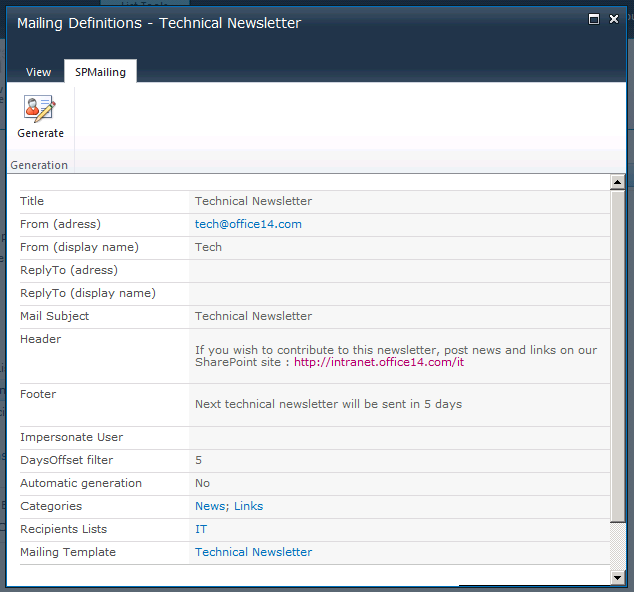 Mailing Definitions - Technical Newsletter
View SPMailing
Generate
Generation
Title Technical Newsletter
From (adress) tech@office14.com
From (display name) Tech
ReplyTo (adress)
ReplyTo (display name)
Mail Subject Technical Newsletter
Header
If you wish to contribute to this newsletter, post news and links on our
SharePoint site : http://intranet.office14.com/it
Footer
Next technical newsletter will be sent in 5 days
Impersonate User
DaysOffset filter 5
Automatic generation No
Categories News; Links
Recipients Lists IT
Mailing Template Technical Newsletter